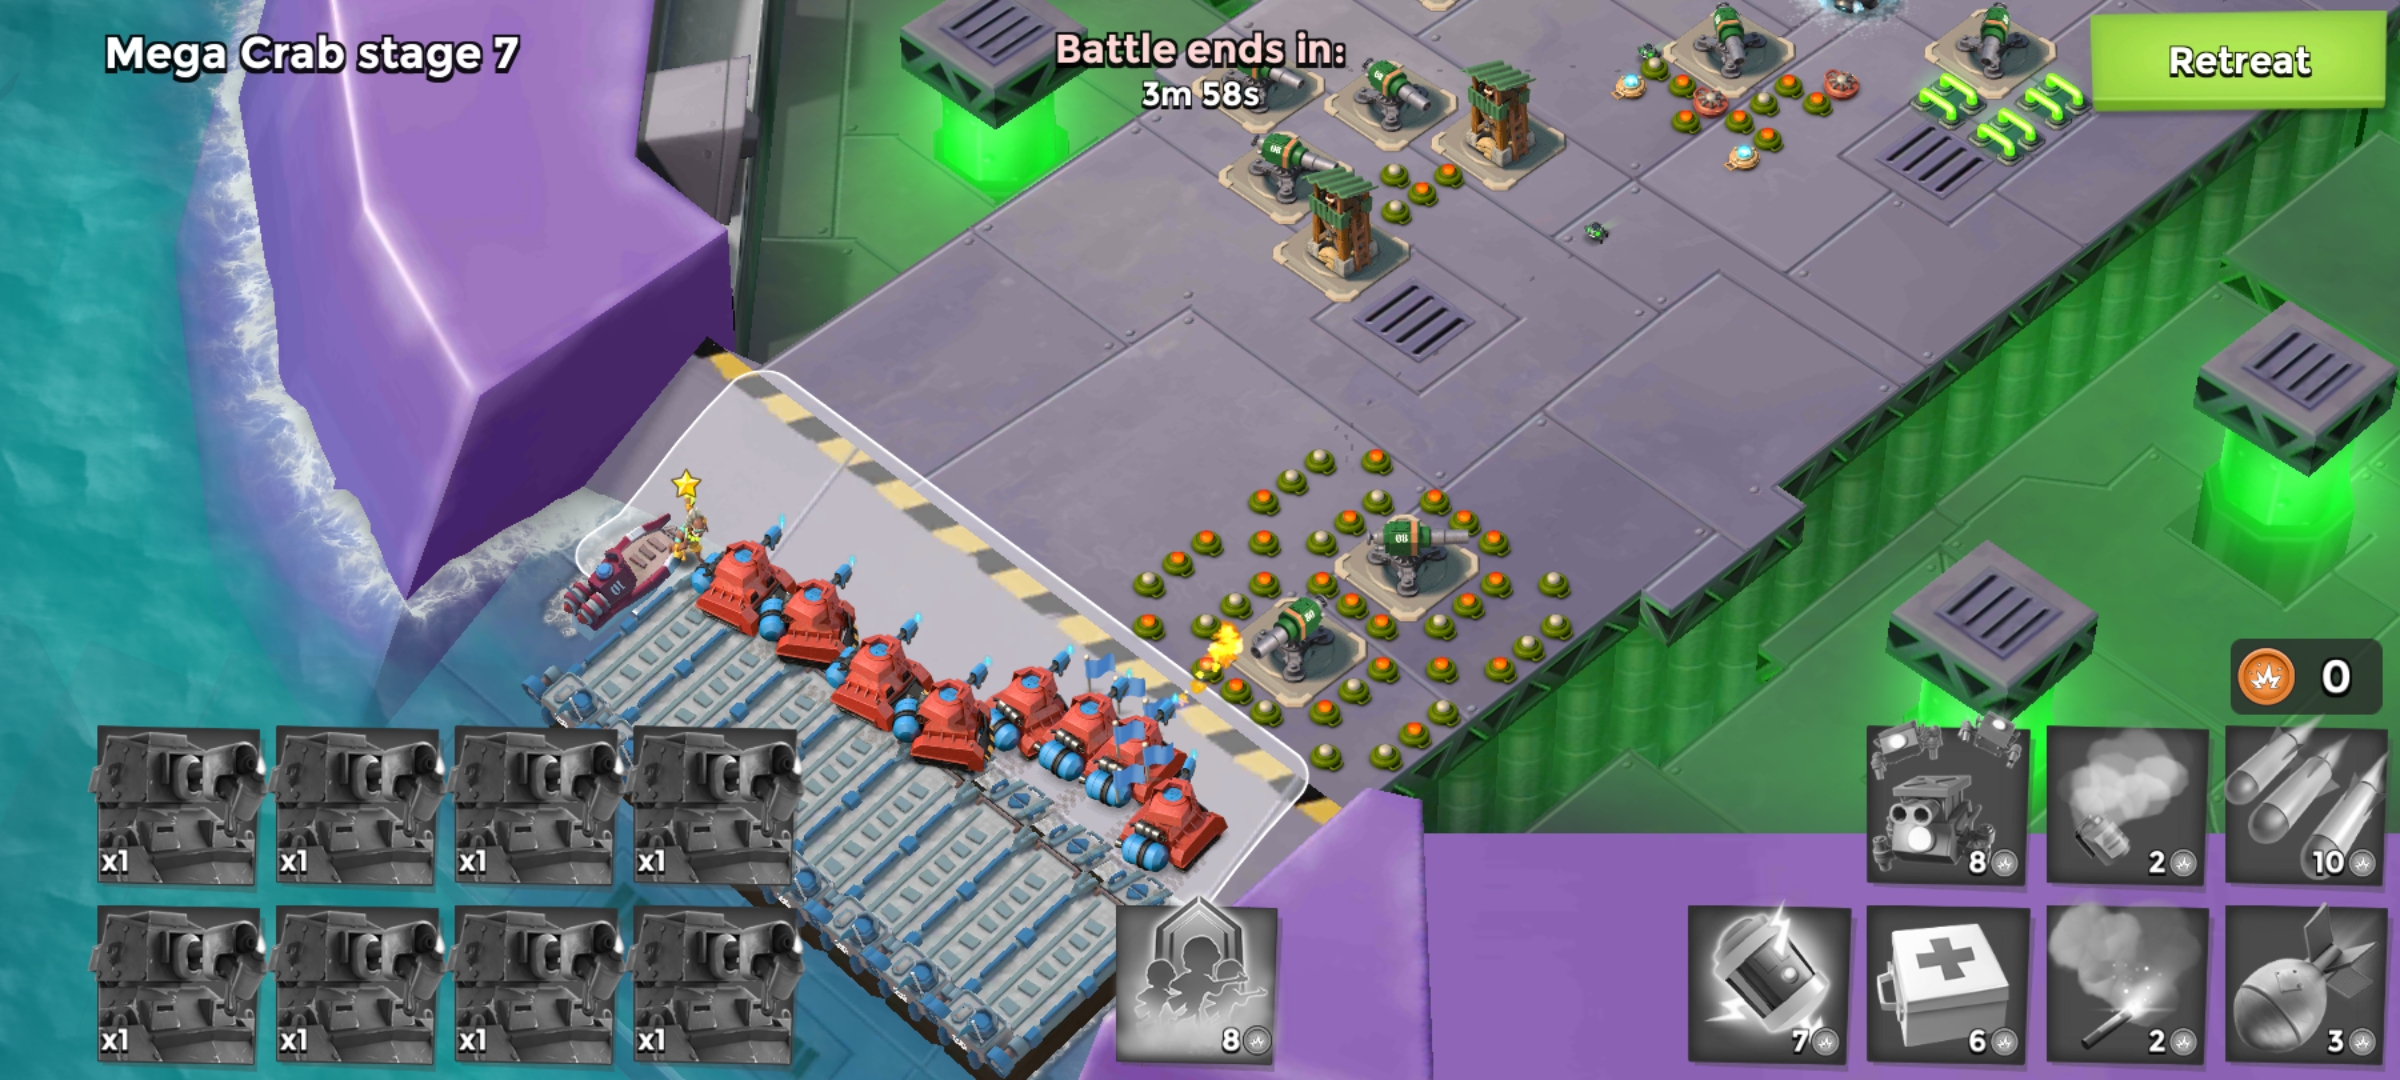 Mega Crab stage 7
Battle ends in:
3m 58s
Retreat
0
x1
x1
x1
x1
8
2
10
x1
x1
x1
x1
8
7
6
2
3